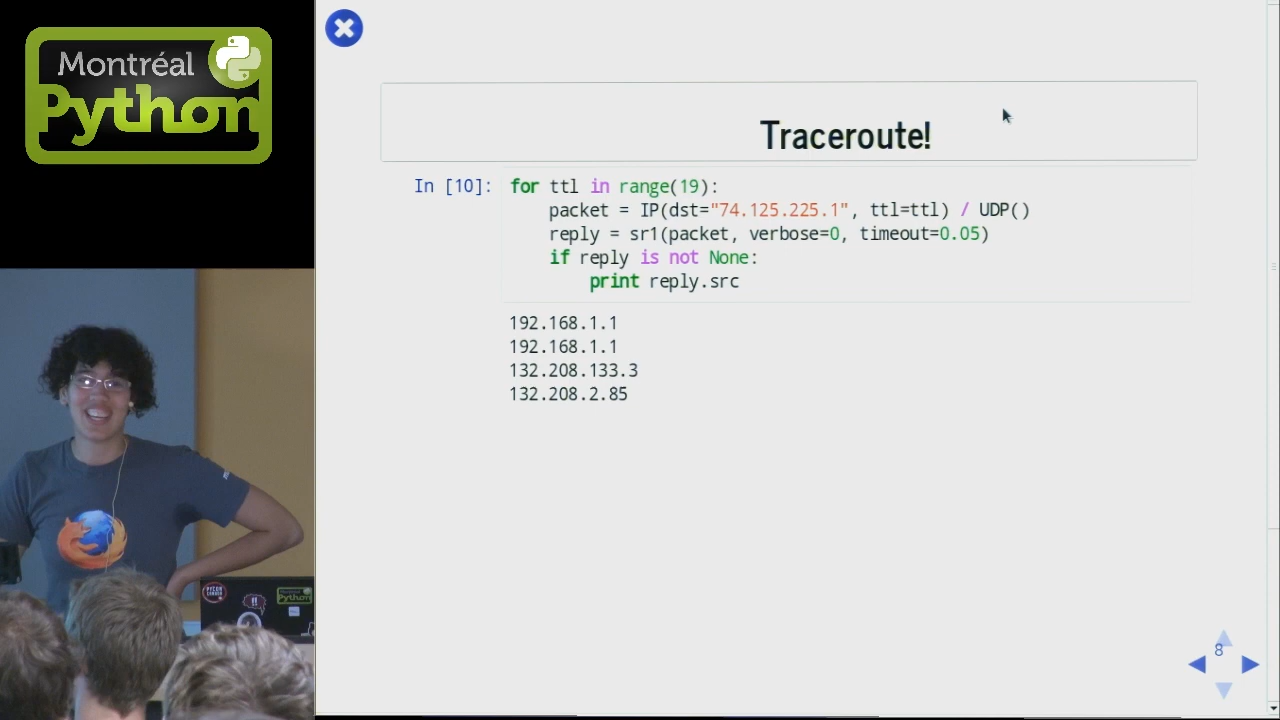 Montréal
Python
Traceroute!
In [10]:
for ttl in range(19):
    packet = IP(dst="74.125.225.1", ttl=ttl) / UDP()
    reply = sr1(packet, verbose=0, timeout=0.05)
    if reply is not None:
        print reply.src
192.168.1.1
192.168.1.1
132.208.133.3
132.208.2.85
Python
8